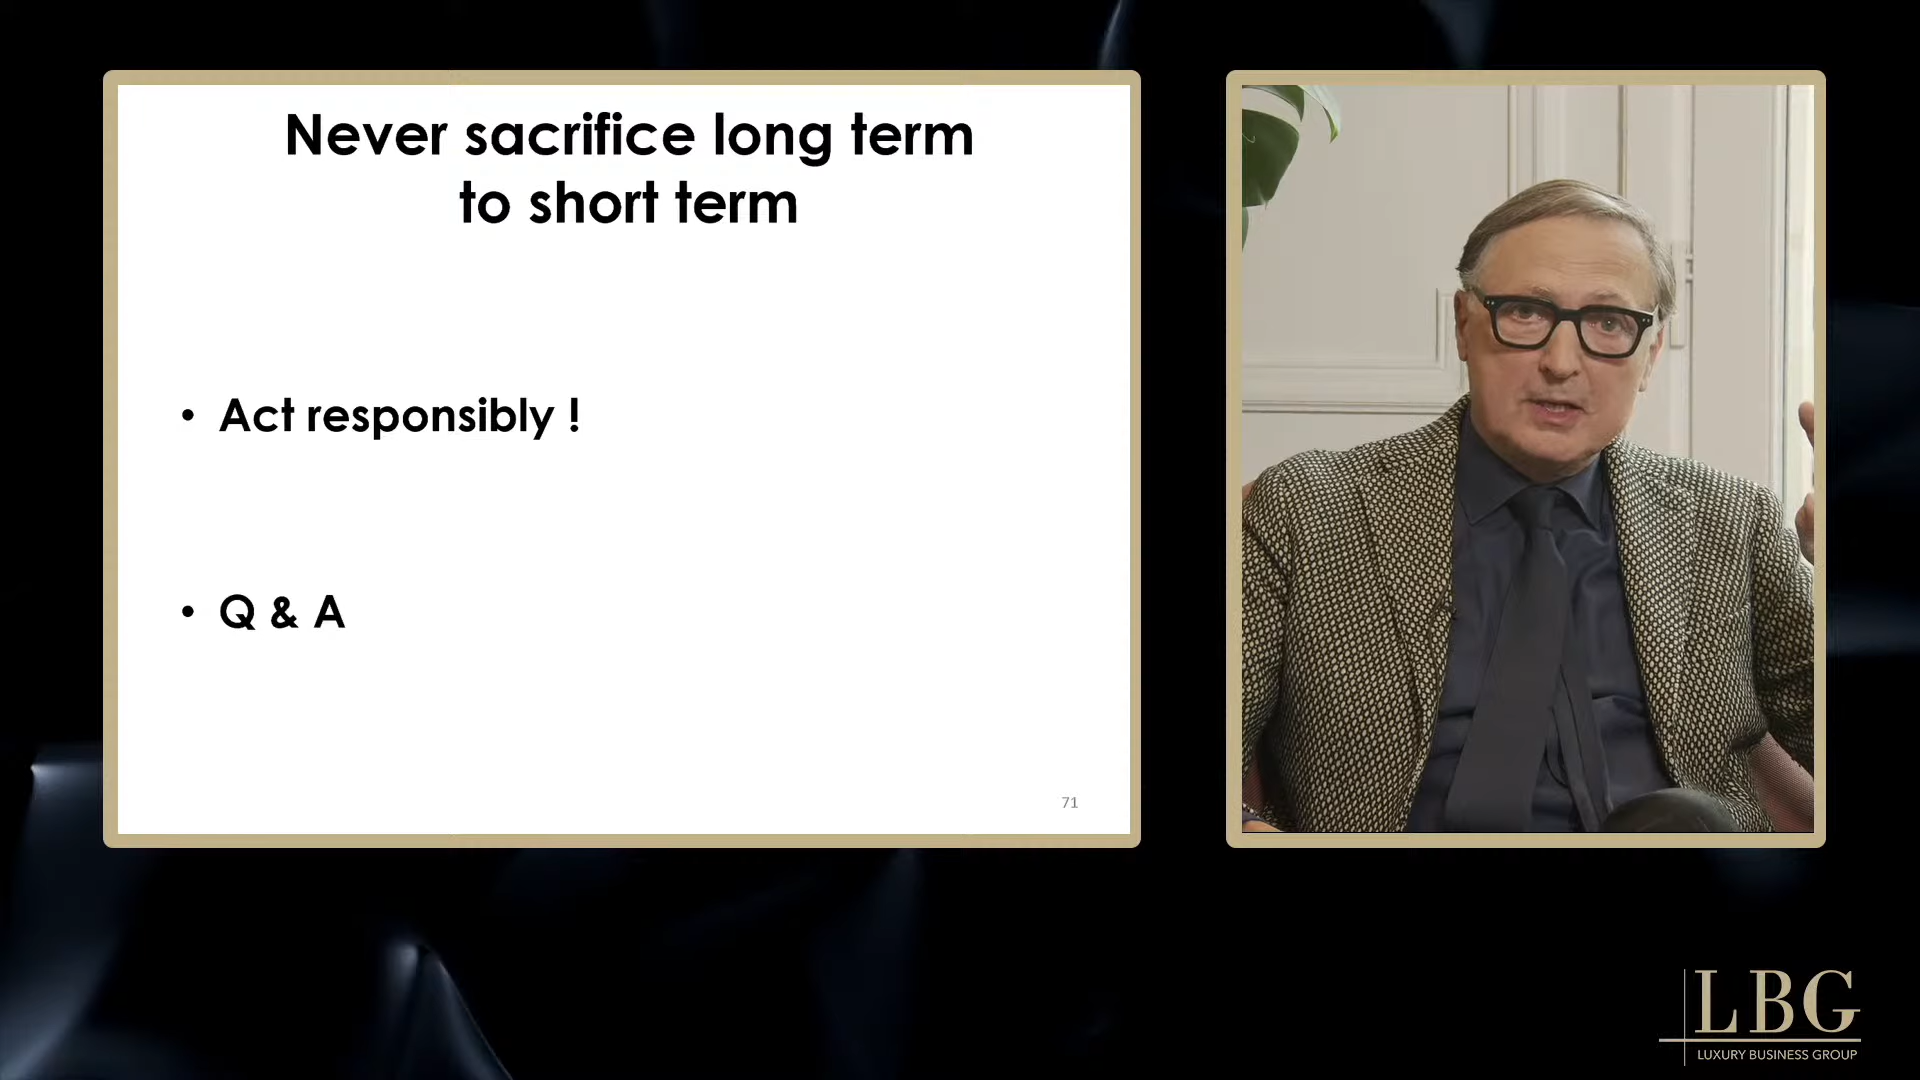 Never sacrifice long term
to short term
• Act responsibly !
• Q & A
71
LBG
LUXURY BUSINESS GROUP